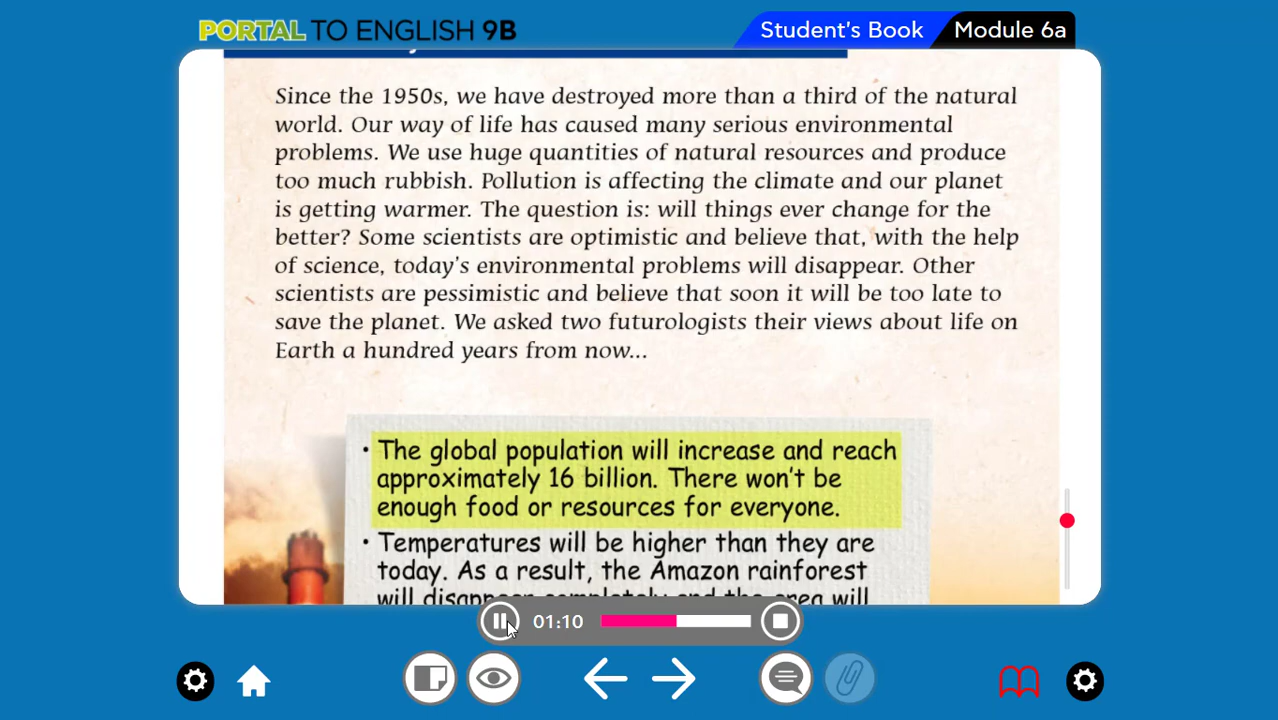 PORTAL TO ENGLISH 9B
Student's Book
Module 6a
Since the 1950s, we have destroyed more than a third of the natural
world. Our way of life has caused many serious environmental
problems. We use huge quantities of natural resources and produce
too much rubbish. Pollution is affecting the climate and our planet
is getting warmer. The question is: will things ever change for the
better? Some scientists are optimistic and believe that, with the help
of science, today's environmental problems will disappear. Other
scientists are pessimistic and believe that soon it will be too late to
save the planet. We asked two futurologists their views about life on
Earth a hundred years from now...
• The global population will increase and reach
approximately 16 billion. There won't be
enough food or resources for everyone.
• Temperatures will be higher than they are
today. As a result, the Amazon rainforest
will disappear completely and the area will
01:10